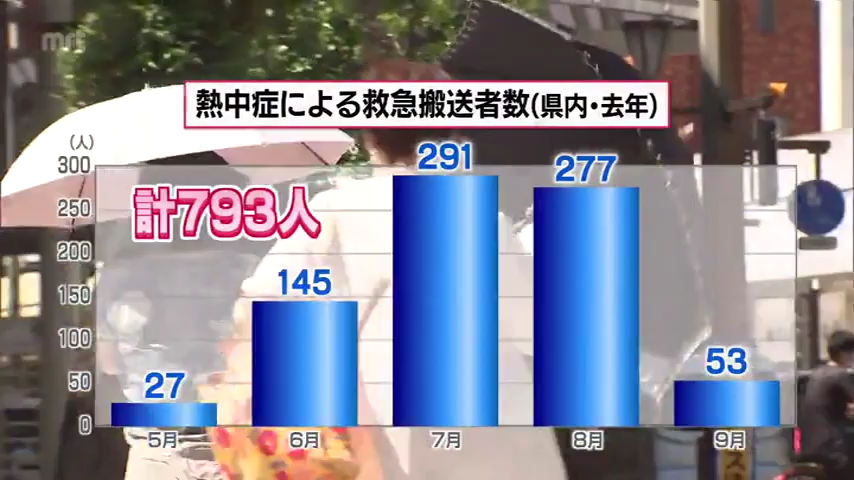 mrt
熱中症による救急搬送者数(県内・去年)
(人)
300
250
200
150
100
50
0
計793人
27
145
291
277
53
5月
6月
7月
8月
9月